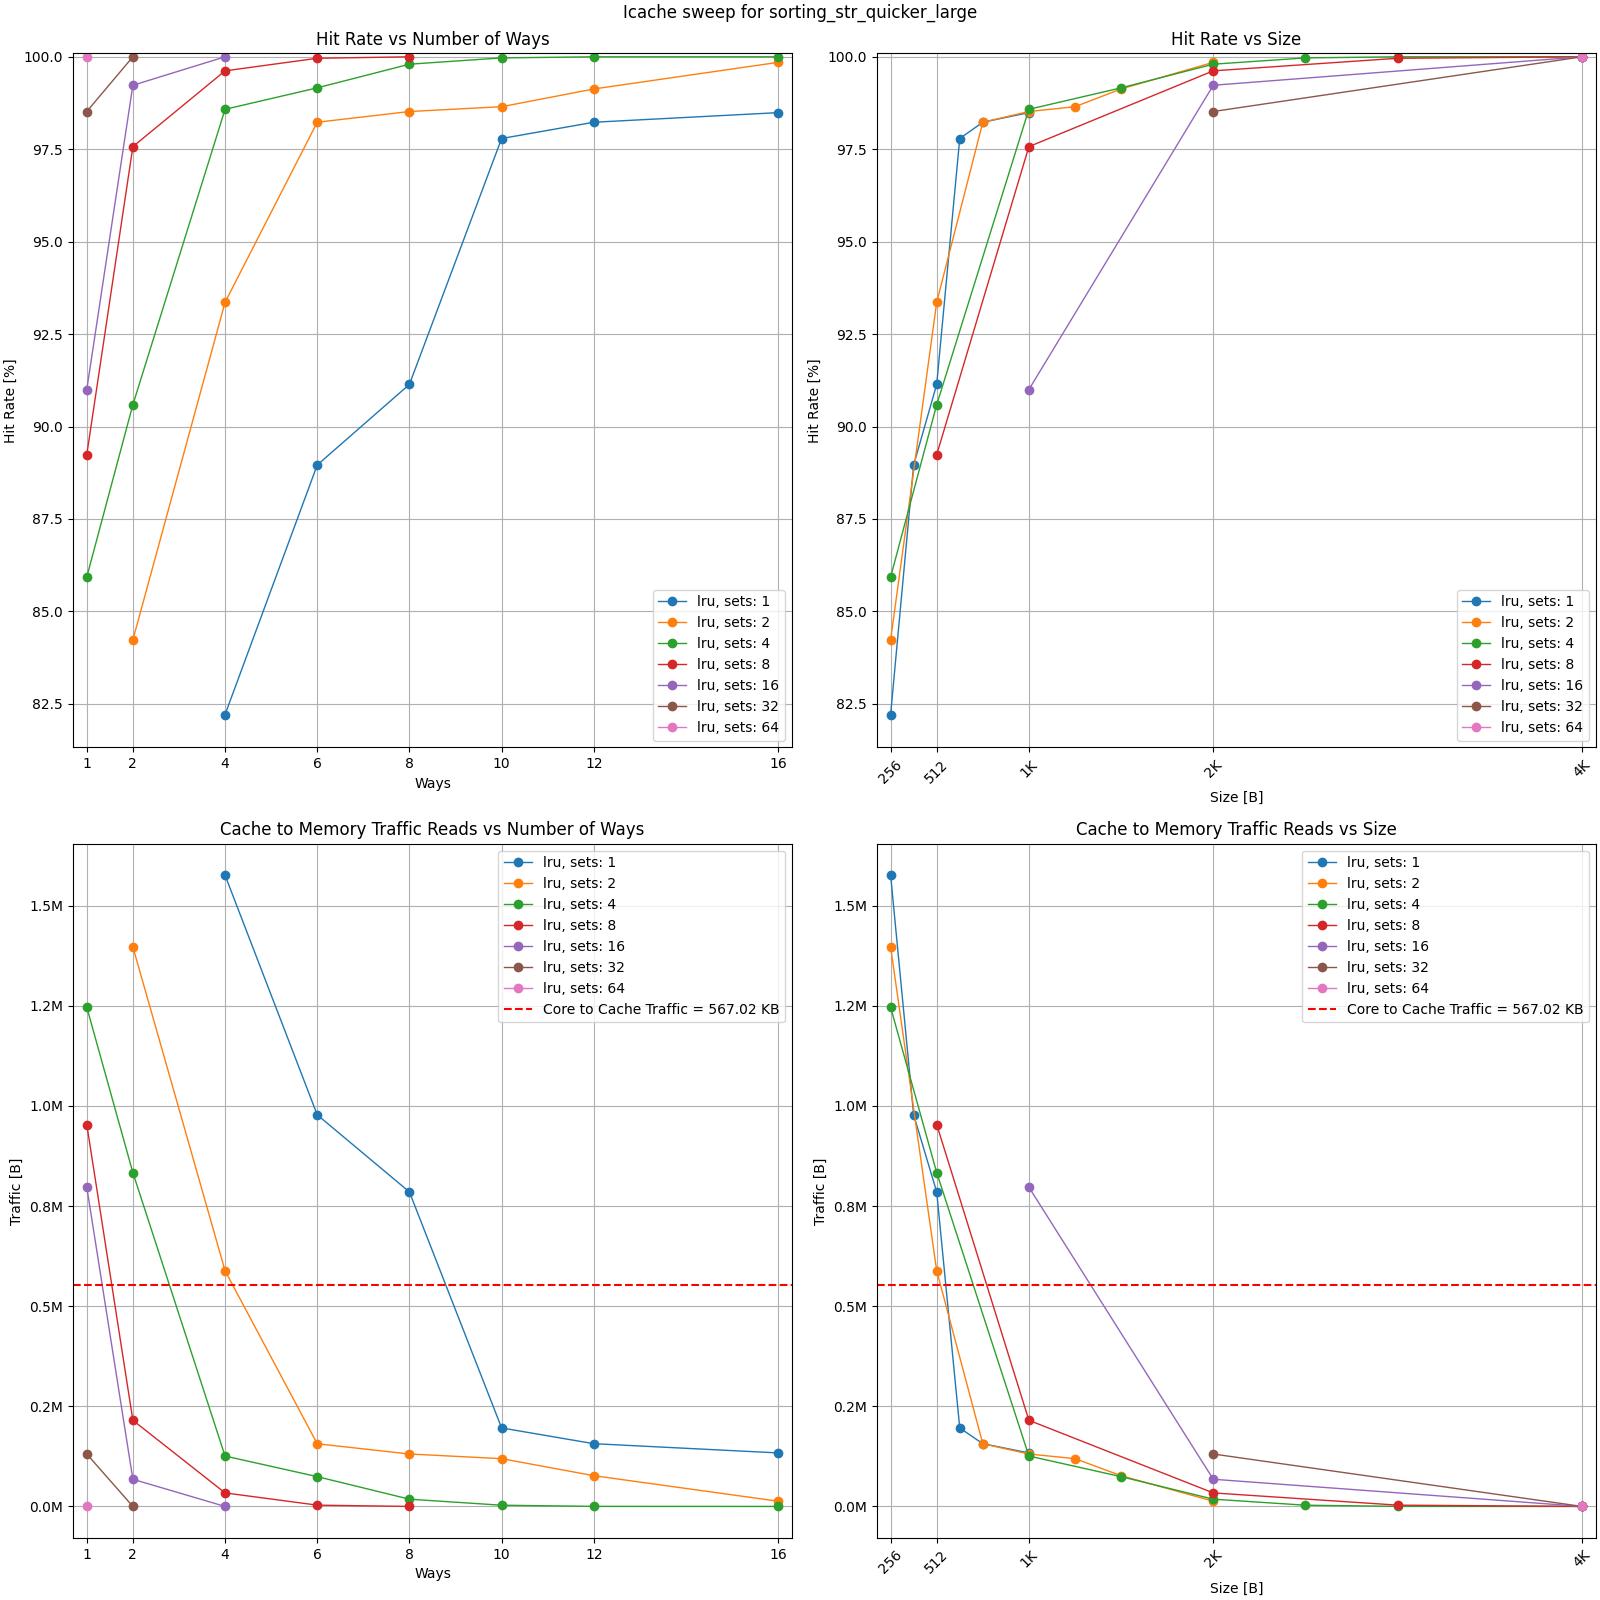 Icache sweep for sorting_str_quicker_large
Hit Rate vs Number of Ways
Hit Rate [%]
100.0
97.5
95.0
92.5
90.0
87.5
85.0
82.5
lru, sets: 1
lru, sets: 2
lru, sets: 4
lru, sets: 8
lru, sets: 16
lru, sets: 32
lru, sets: 64
1 2 4 6 8 10 12 16
Ways
Hit Rate vs Size
Hit Rate [%]
100.0
97.5
95.0
92.5
90.0
87.5
85.0
82.5
lru, sets: 1
lru, sets: 2
lru, sets: 4
lru, sets: 8
lru, sets: 16
lru, sets: 32
lru, sets: 64
256 512 1K 2K 4K
Size [B]
Cache to Memory Traffic Reads vs Number of Ways
Traffic [B]
1.5M
1.2M
1.0M
0.8M
0.5M
0.2M
0.0M
lru, sets: 1
lru, sets: 2
lru, sets: 4
lru, sets: 8
lru, sets: 16
lru, sets: 32
lru, sets: 64
Core to Cache Traffic = 567.02 KB
1 2 4 6 8 10 12 16
Ways
Cache to Memory Traffic Reads vs Size
Traffic [B]
1.5M
1.2M
1.0M
0.8M
0.5M
0.2M
0.0M
lru, sets: 1
lru, sets: 2
lru, sets: 4
lru, sets: 8
lru, sets: 16
lru, sets: 32
lru, sets: 64
Core to Cache Traffic = 567.02 KB
256 512 1K 2K 4K
Size [B]